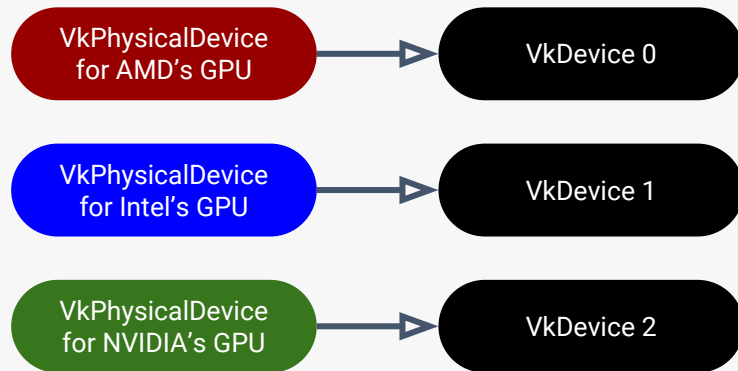 VkPhysicalDevice
for AMD’s GPU
VkDevice 0
VkPhysicalDevice
for Intel’s GPU
VkDevice 1
VkPhysicalDevice
for NVIDIA’s GPU
VkDevice 2